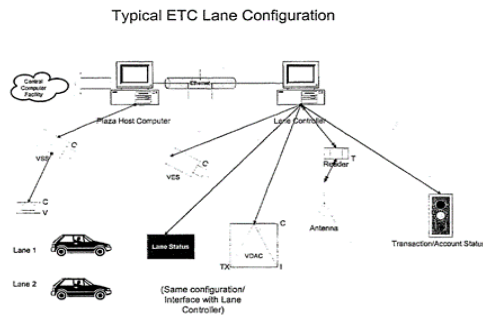 Typical ETC Lane Configuration
Central
Computer
Facility
Ethernet
Plaza Host Computer
Lane Controller
VSS
C
VES
C
Reader
T
C
V
Antenna
Transaction/Account Status
Lane 1
Lane Status
C
VDAC
TX
I
Lane 2
(Same configuration/
Interface with Lane
Controller)